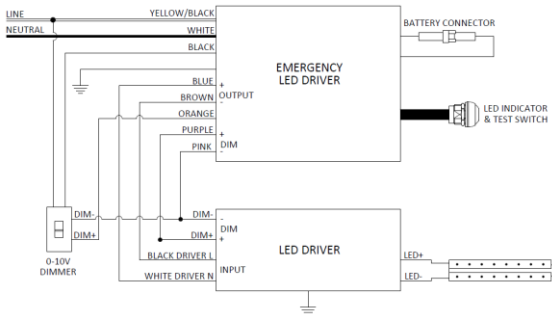 LINE
YELLOW/BLACK
NEUTRAL
WHITE
BLACK
BATTERY CONNECTOR
EMERGENCY
LED DRIVER
BLUE
+
OUTPUT
BROWN
-
ORANGE
LED INDICATOR
& TEST SWITCH
PURPLE
+
DIM
PINK
-
DIM-
DIM-
-
DIM
DIM+
DIM+
+
LED DRIVER
0-10V
DIMMER
BLACK DRIVER L
INPUT
WHITE DRIVER N
LED+
LED-